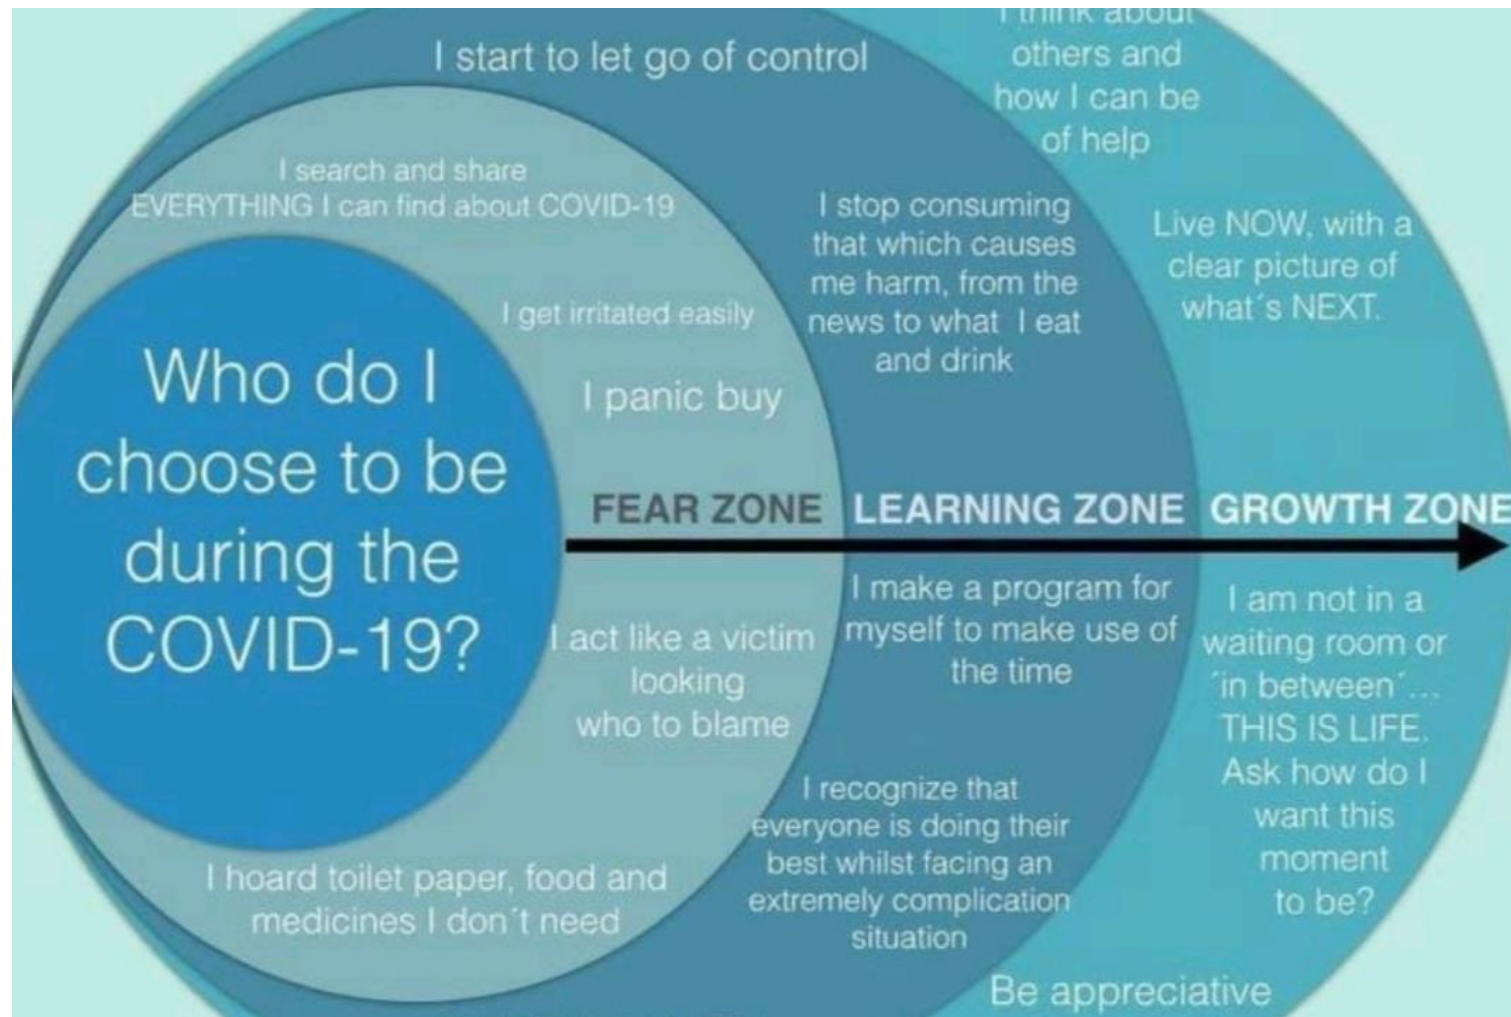 I think about
others and
how I can be
of help
I start to let go of control
I search and share
EVERYTHING I can find about COVID-19
I stop consuming
that which causes
me harm, from the
news to what I eat
and drink
Live NOW, with a
clear picture of
what´s NEXT.
I get irritated easily
I panic buy
Who do I
choose to be
during the
COVID-19?
FEAR ZONE
LEARNING ZONE
GROWTH ZONE
I act like a victim
looking
who to blame
I make a program for
myself to make use of
the time
I am not in a
waiting room or
´in between´...
THIS IS LIFE.
Ask how do I
want this
moment
to be?
I recognize that
everyone is doing their
best whilst facing an
extremely complication
situation
I hoard toilet paper, food and
medicines I don´t need
Be appreciative